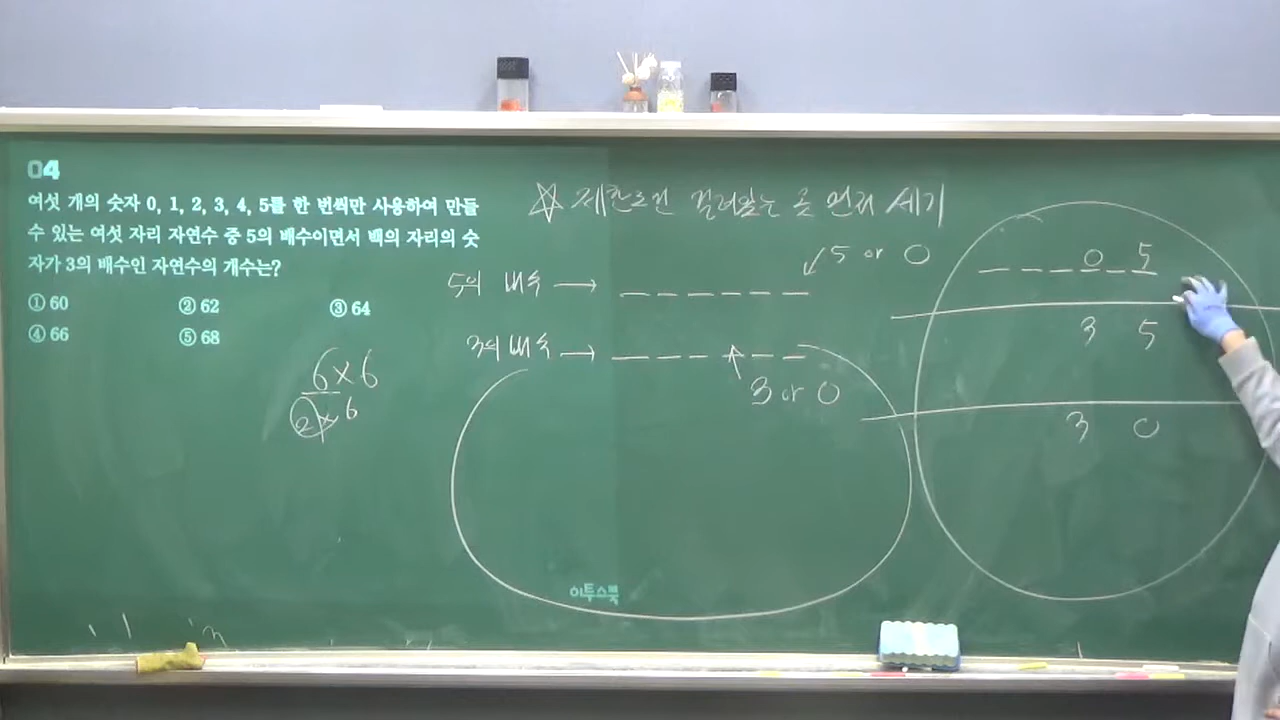 04
여섯 개의 숫자 0, 1, 2, 3, 4, 5를 한 번씩만 사용하여 만들
수 있는 여섯 자리 자연수 중 5의 배수이면서 백의 자리의 숫
자가 3의 배수인 자연수의 개수는?
① 60 ② 62 ③ 64
④ 66 ⑤ 68
6×6
2×6
☆ 제한조건 걸려있는 곳 먼저 세기
5의 배수 → _ _ _ _ _ _
5 or 0
3의 배수 → _ _ _ _ _ _
3 or 0
_ _ _ 0 _ 5
3 5
3 0
이투스북